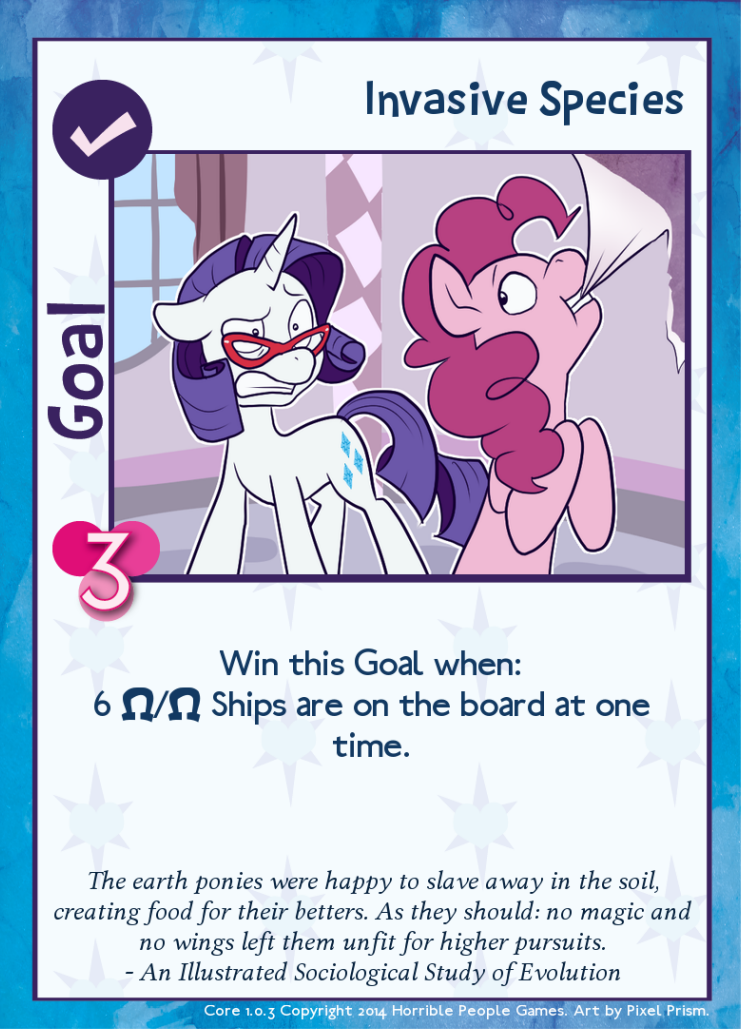 Invasive Species
Goal
3
Win this Goal when:
6 Ω/Ω Ships are on the board at one
time.
The earth ponies were happy to slave away in the soil,
creating food for their betters. As they should: no magic and
no wings left them unfit for higher pursuits.
- An Illustrated Sociological Study of Evolution
Core 1.0.3 Copyright 2014 Horrible People Games. Art by Pixel Prism.